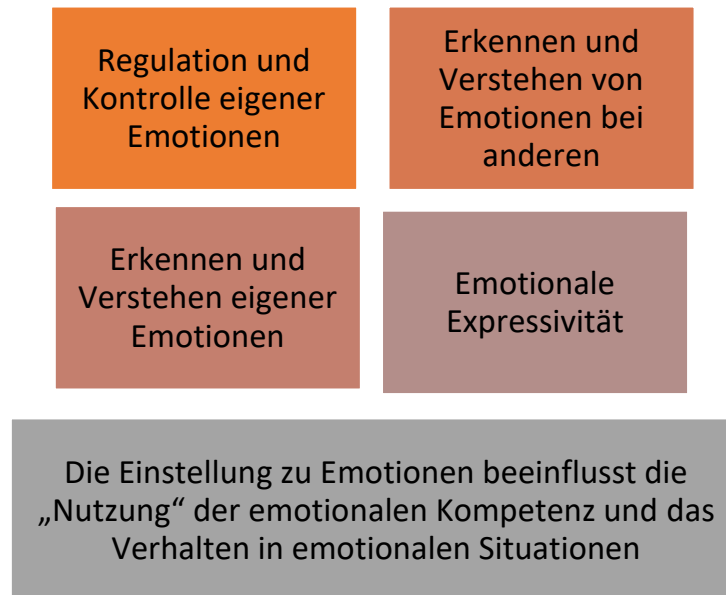 Regulation und
Kontrolle eigener
Emotionen
Erkennen und
Verstehen von
Emotionen bei
anderen
Erkennen und
Verstehen eigener
Emotionen
Emotionale
Expressivität
Die Einstellung zu Emotionen beeinflusst die
„Nutzung“ der emotionalen Kompetenz und das
Verhalten in emotionalen Situationen